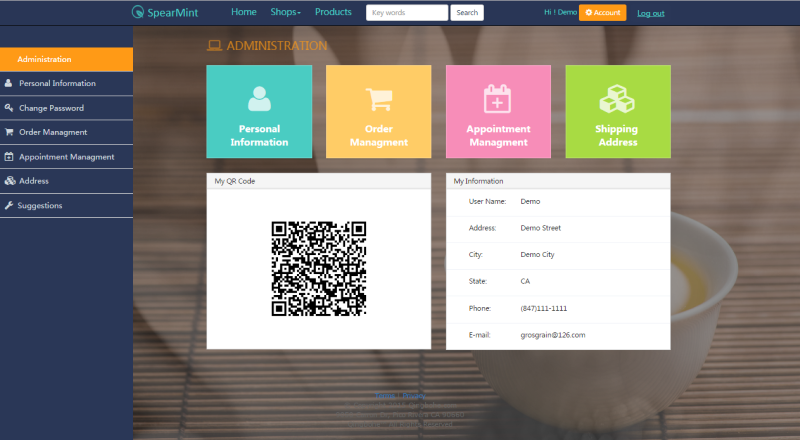 SpearMint
Home Shops Products Key words Search
Hi ! Demo Account Log out
Administration
Personal Information
Change Password
Order Managment
Appointment Managment
Address
Suggestions
ADMINISTRATION
Personal
Information
Order
Managment
Appointment
Managment
Shipping
Address
My QR Code
My Information
User Name: Demo
Address: Demo Street
City: Demo City
State: CA
Phone: (847)111-1111
E-mail: grosgrain@126.com